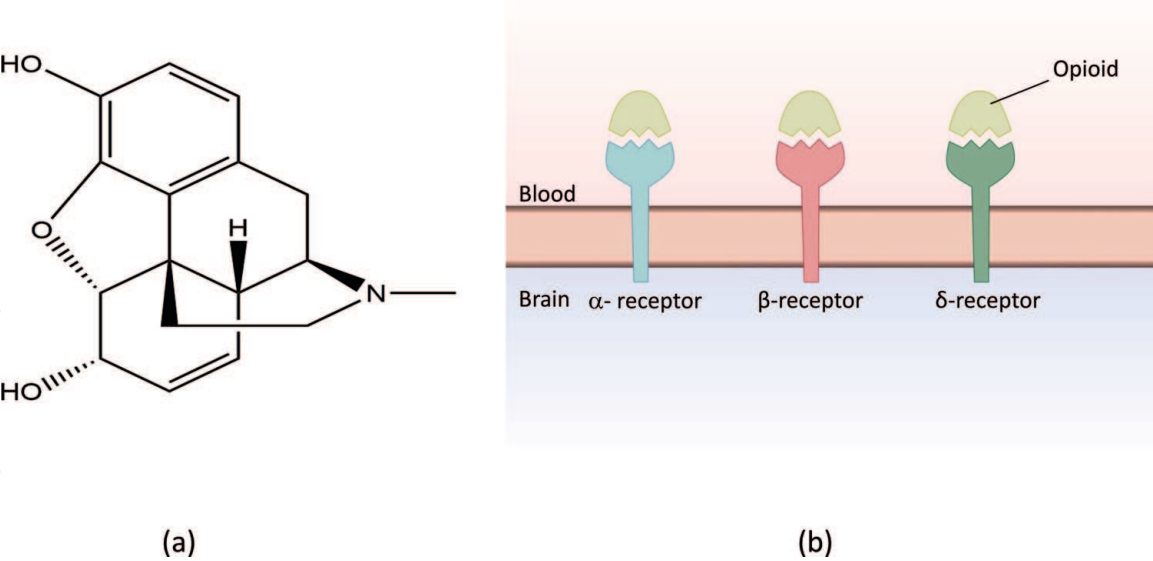 HO
O
H
N
HO
(a)
Opioid
Blood
Brain
α- receptor
β-receptor
δ-receptor
(b)